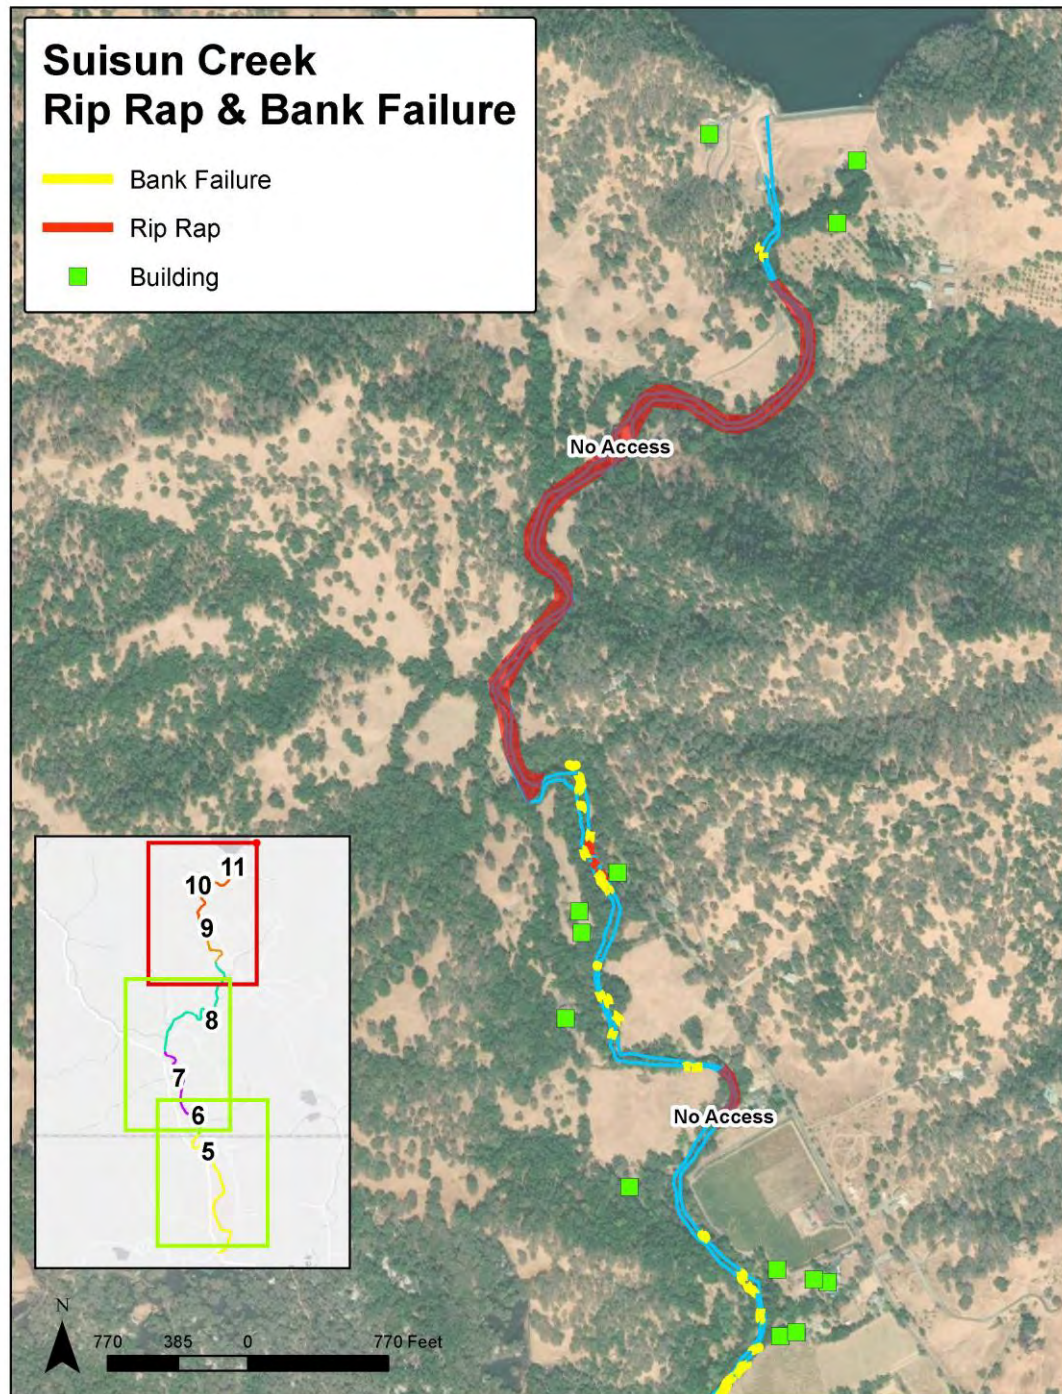 Suisun Creek
Rip Rap & Bank Failure
Bank Failure
Rip Rap
Building
No Access
No Access
11
10
9
8
7
6
5
N
770 385 0 770 Feet